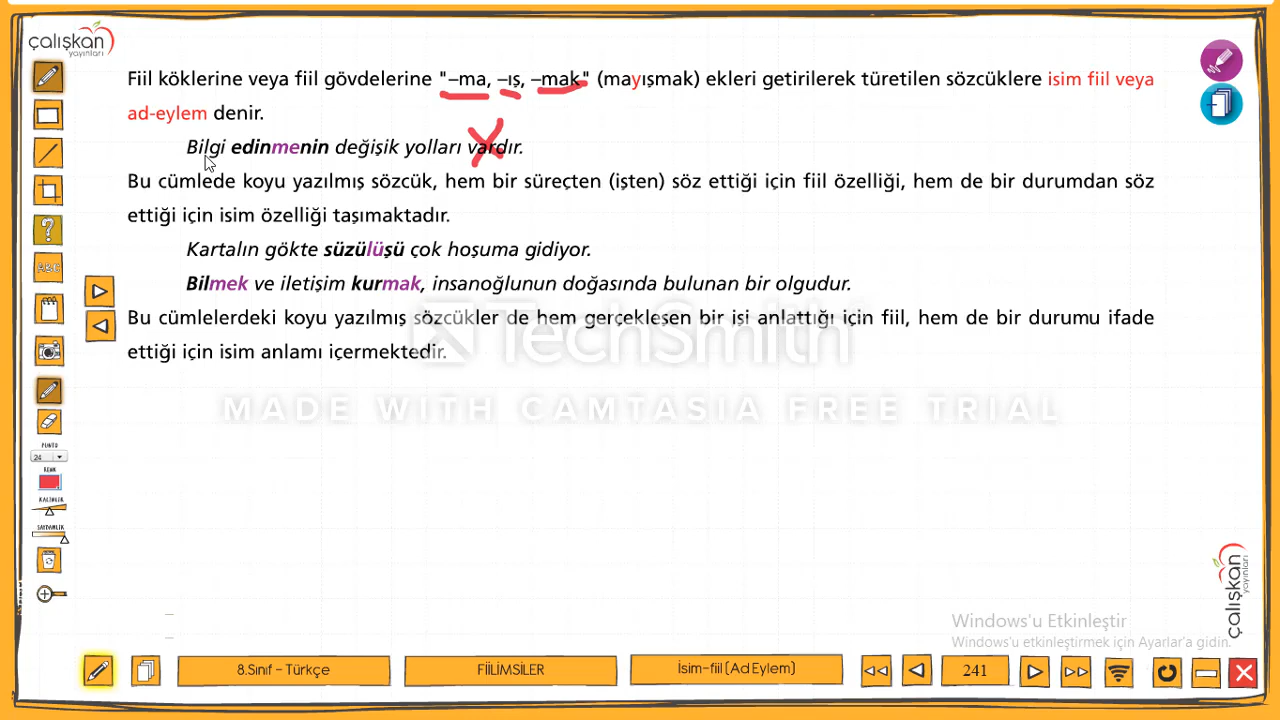 çalışkan
yayınları
Fiil köklerine veya fiil gövdelerine "–ma, –ış, –mak" (mayışmak) ekleri getirilerek türetilen sözcüklere isim fiil veya
ad-eylem denir.
Bilgi edinmenin değişik yolları vardır.
Bu cümlede koyu yazılmış sözcük, hem bir süreçten (işten) söz ettiği için fiil özelliği, hem de bir durumdan söz
ettiği için isim özelliği taşımaktadır.
Kartalın gökte süzülüşü çok hoşuma gidiyor.
Bilmek ve iletişim kurmak, insanoğlunun doğasında bulunan bir olgudur.
Bu cümlelerdeki koyu yazılmış sözcükler de hem gerçekleşen bir işi anlattığı için fiil, hem de bir durumu ifade
ettiği için isim anlamı içermektedir.
TechSmith
MADE WITH CAMTASIA FREE TRIAL
?
ABC
PUNTO
24
RENK
KALINLIK
SAYDAMLIK
çalışkan
yayınları
Windows'u Etkinleştir
Windows'u etkinleştirmek için Ayarlar'a gidin.
8.Sınıf - Türkçe
FİİLİMSİLER
İsim-fiil (Ad Eylem)
241